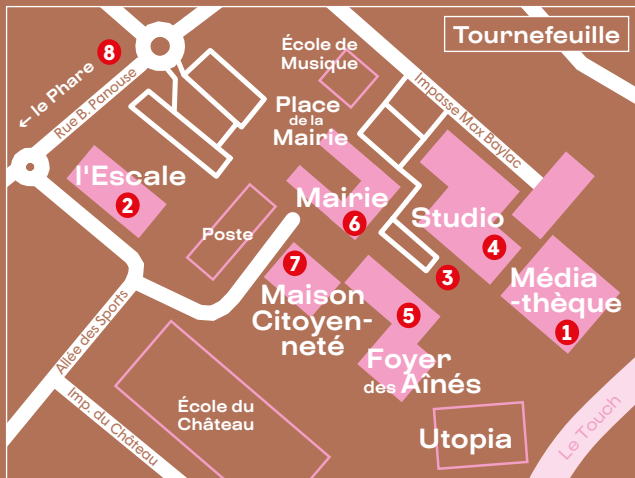 Tournefeuille
8
← le Phare
Rue B. Panouse
École de
Musique
Impasse Max Baylac
Place
de la
Mairie
l'Escale
2
Mairie
6
Studio
4
Poste
7
3
Média
-thèque
1
Maison
Citoyen-
neté
5
Foyer
des Aînés
Allée des Sports
Imp. du Château
École du
Château
Utopia
Le Touch